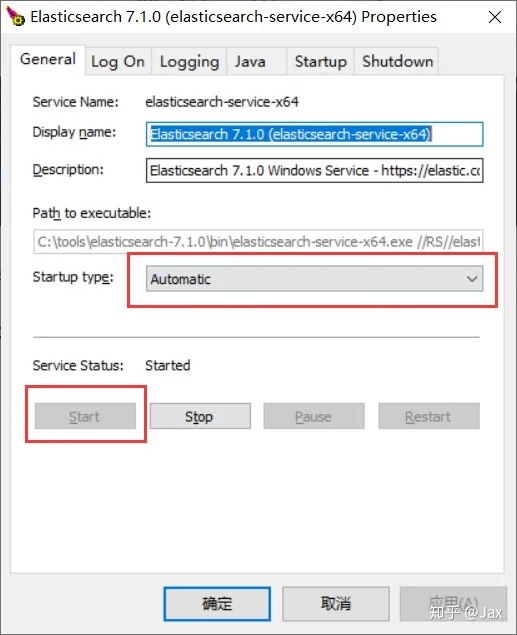 Elasticsearch 7.1.0 (elasticsearch-service-x64) Properties
General Log On Logging Java Startup Shutdown
Service Name: elasticsearch-service-x64
Display name: Elasticsearch 7.1.0 (elasticsearch-service-x64)
Description: Elasticsearch 7.1.0 Windows Service - https://elastic.co
Path to executable:
C:\tools\elasticsearch-7.1.0\bin\elasticsearch-service-x64.exe //RS//elast
Startup type: Automatic
Service Status: Started
Start Stop Pause Restart
确定 取消 应用(A)
知乎 @Jax